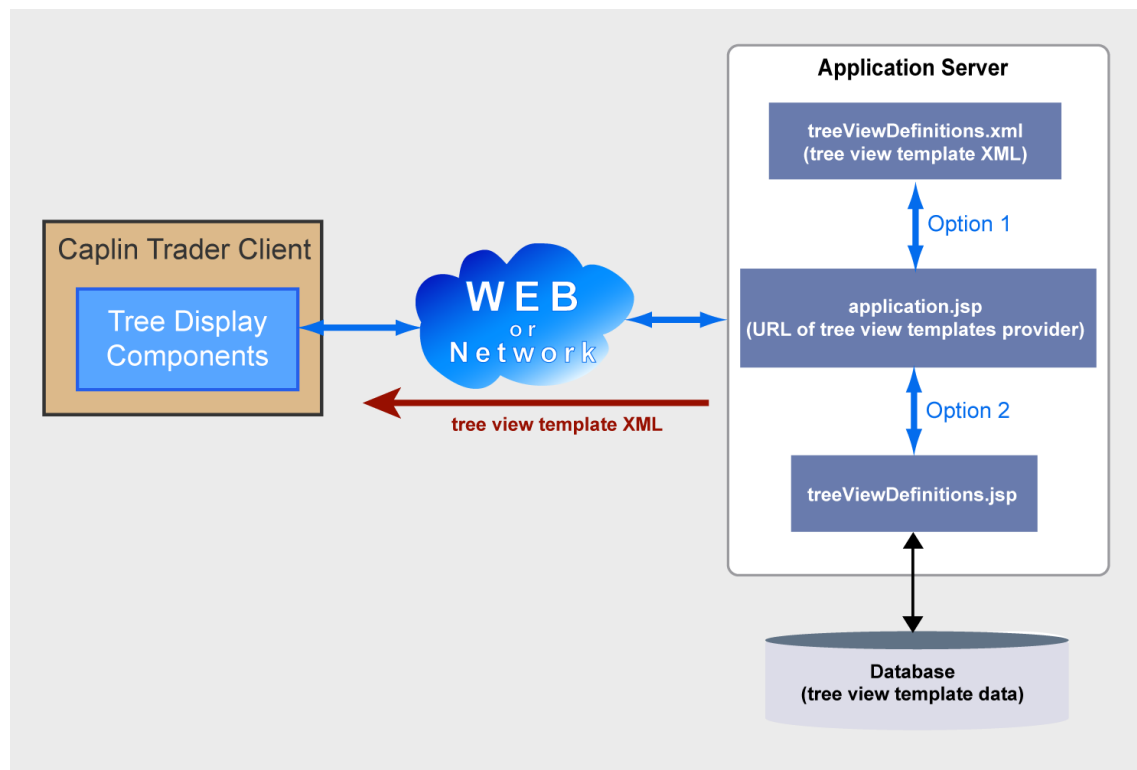 Application Server
treeViewDefinitions.xml
(tree view template XML)
Option 1
Caplin Trader Client
Tree Display
Components
WEB
or
Network
application.jsp
(URL of tree view templates provider)
tree view template XML
Option 2
treeViewDefinitions.jsp
Database
(tree view template data)